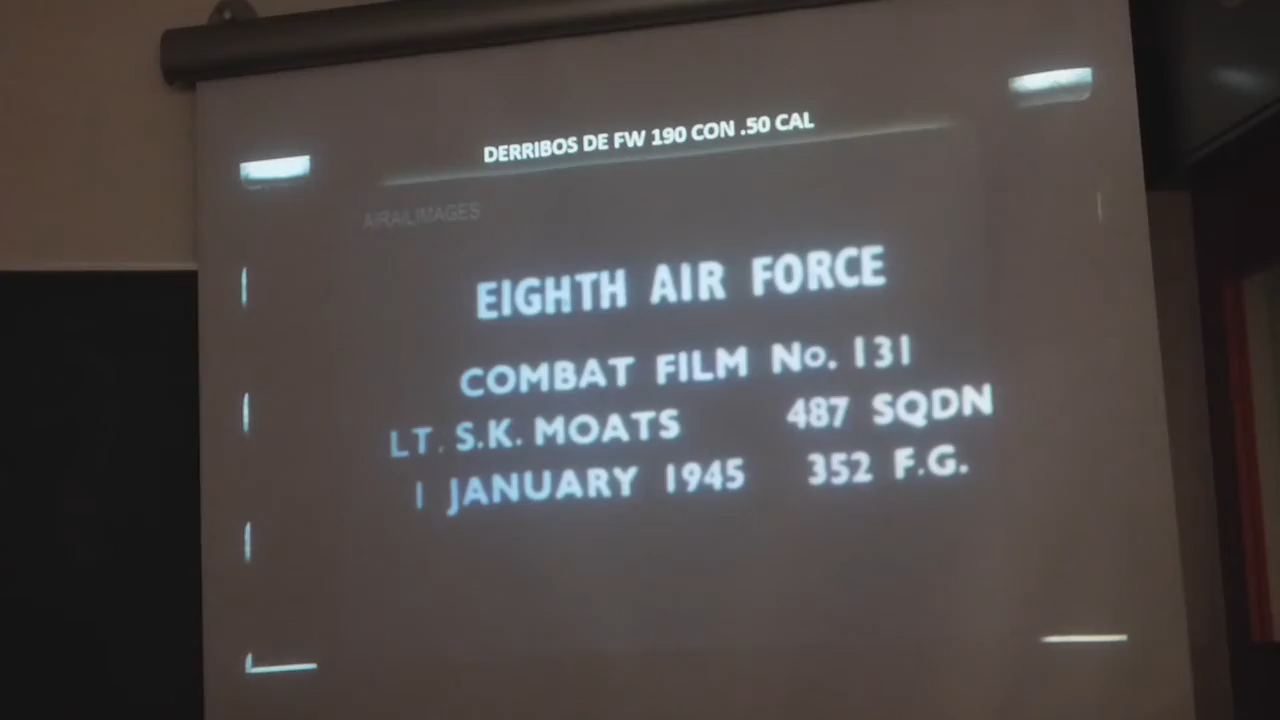 DERRIBOS DE FW 190 CON .50 CAL
AIRAILIMAGES
EIGHTH AIR FORCE
COMBAT FILM No. 131
LT. S.K. MOATS 487 SQDN
1 JANUARY 1945 352 F.G.